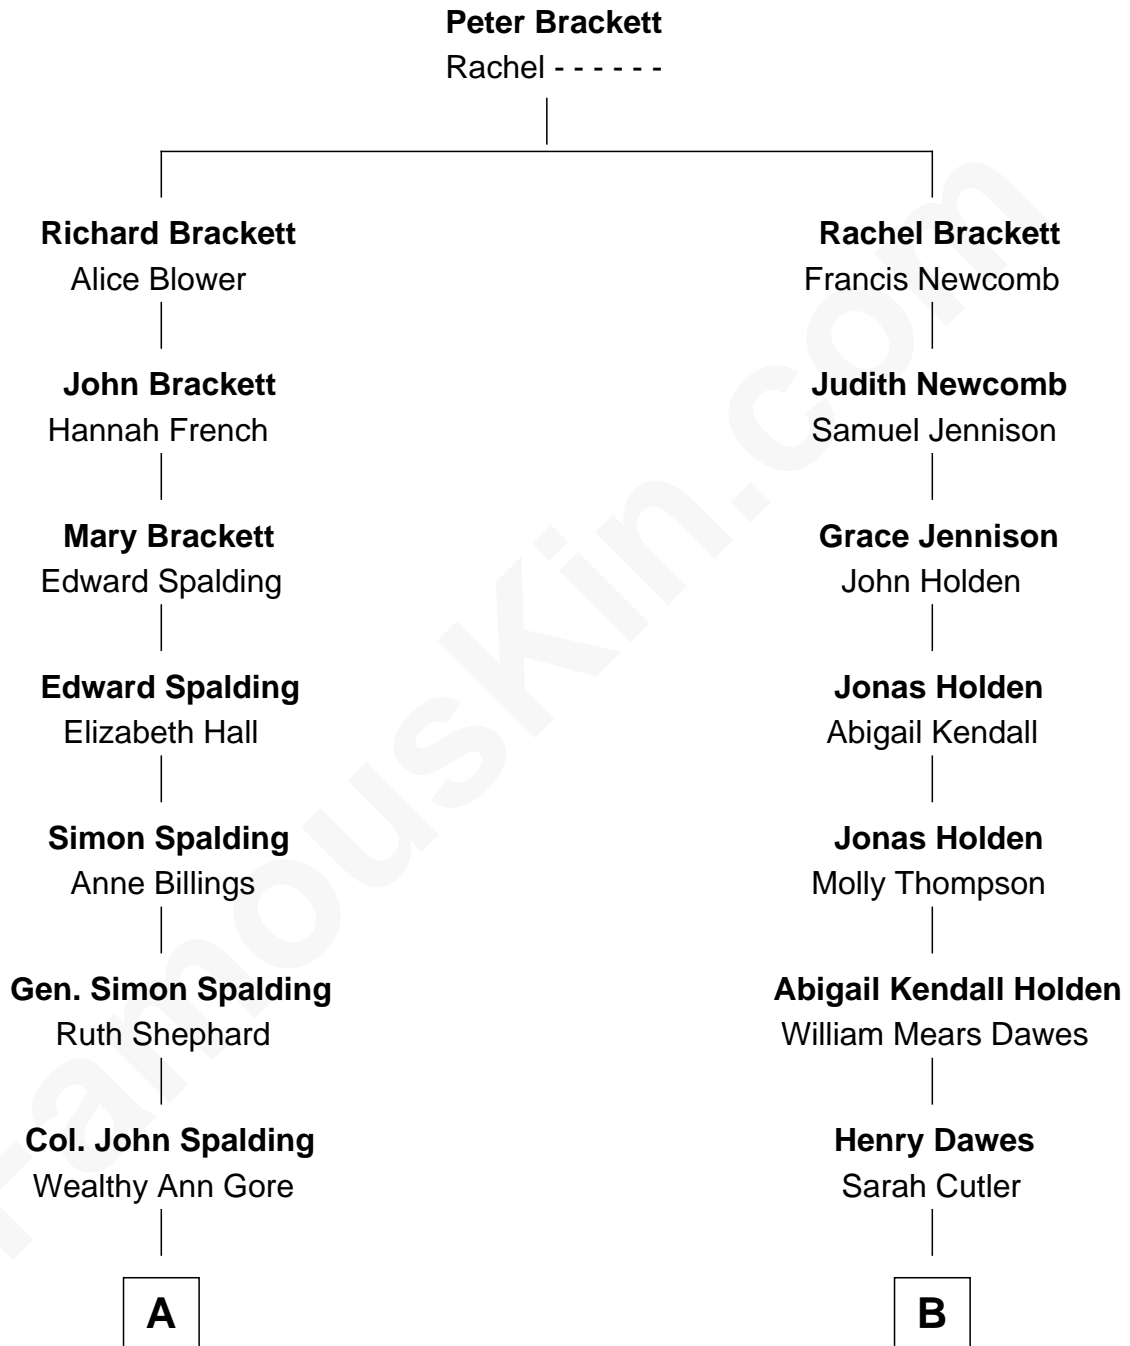 Peter Brackett
Rachel - - - - - -
Richard Brackett
Alice Blower
Rachel Brackett
Francis Newcomb
John Brackett
Hannah French
Judith Newcomb
Samuel Jennison
Mary Brackett
Edward Spalding
Grace Jennison
John Holden
Edward Spalding
Elizabeth Hall
Jonas Holden
Abigail Kendall
Simon Spalding
Anne Billings
Jonas Holden
Molly Thompson
Gen. Simon Spalding
Ruth Shephard
Abigail Kendall Holden
William Mears Dawes
Col. John Spalding
Wealthy Ann Gore
Henry Dawes
Sarah Cutler
A
B
FamousKin.com